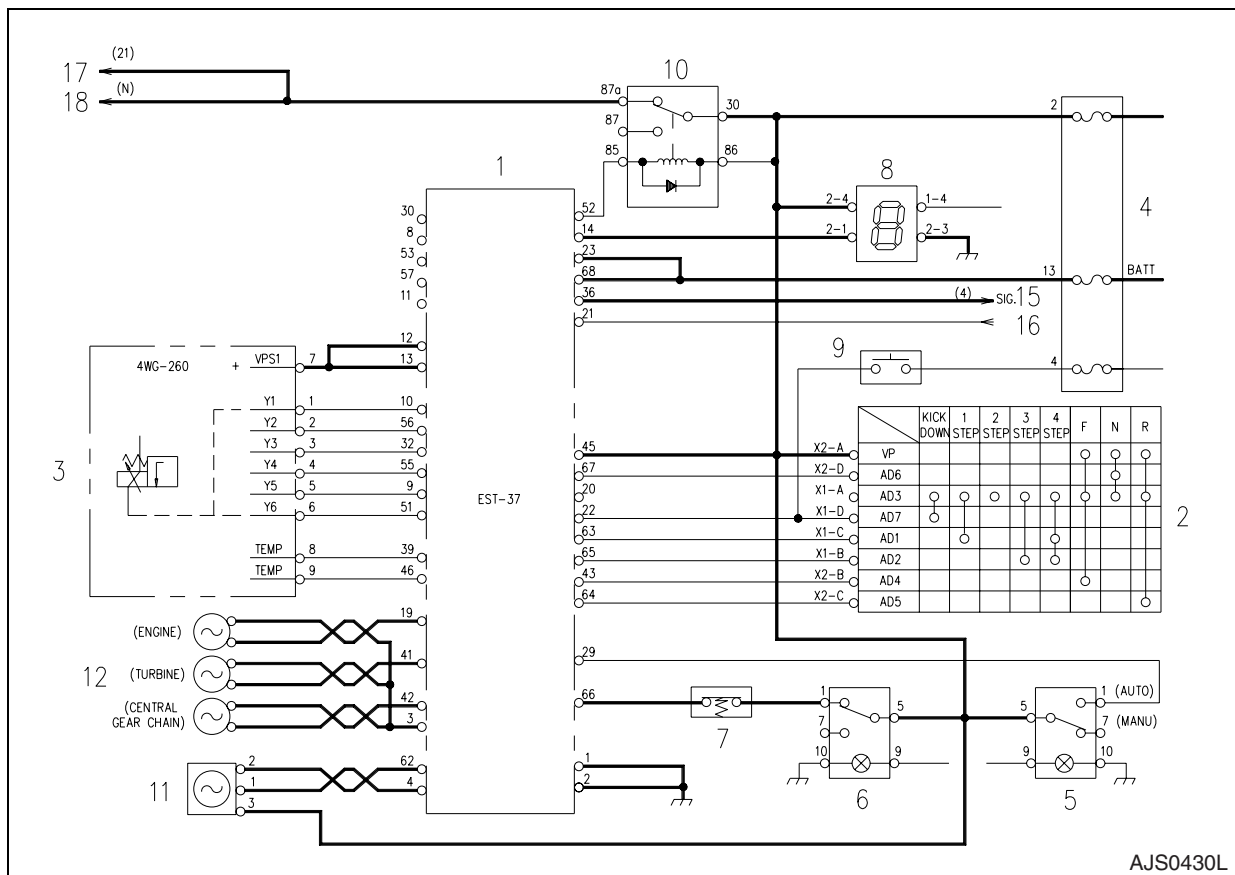 17 (21)
18 (N)
10
87a 30
87
85 86
2
1
8
2-4 1-4
2-1 2-3
4
30
8
53
57
11
52
14
23
68
36
21
13 BATT
(4) SIG. 15
16
9
4
3
4WG-260 + VPS1 7
12
13
Y1 1 10
Y2 2 56
Y3 3 32
Y4 4 55
Y5 5 9
Y6 6 51
TEMP 8 39
TEMP 9 46
EST-37
45 X2-A
67 X2-D
20 X1-A
22 X1-D
63 X1-C
65 X1-B
43 X2-B
64 X2-C
KICK DOWN 1 STEP 2 STEP 3 STEP 4 STEP F N R
VP
AD6
AD3
AD7
AD1
AD2
AD4
AD5
2
12
(ENGINE) 19
(TURBINE) 41
(CENTRAL GEAR CHAIN) 42
3
11
2 62
1 4
3
29
66
1
2
7
1 5
7
10 9
6
5 1 (AUTO)
7 (MANU)
9 10
5
AJS0430L